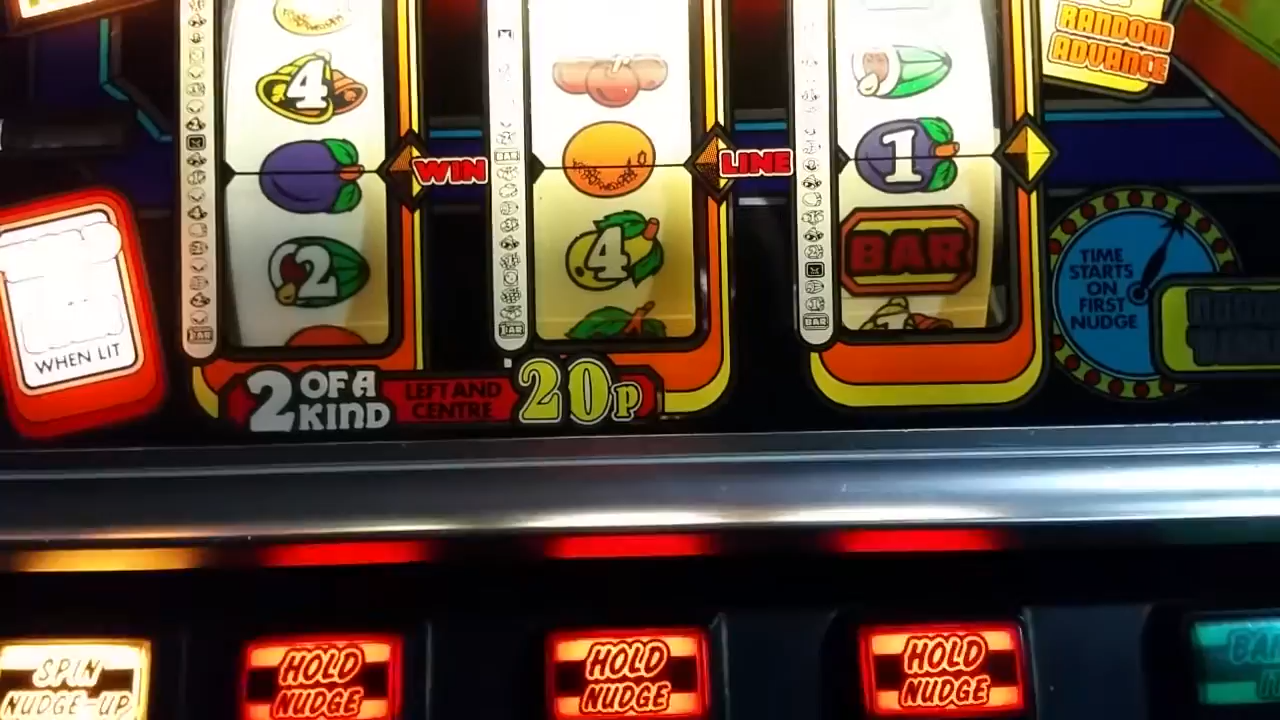 RANDOM
ADVANCE
4
WIN
LINE
1
BAR
2
4
TIME
STARTS
ON
FIRST
NUDGE
WHEN LIT
2 OF A
KIND
LEFT AND
CENTRE
20p
SPIN
NUDGE-UP
HOLD
NUDGE
HOLD
NUDGE
HOLD
NUDGE